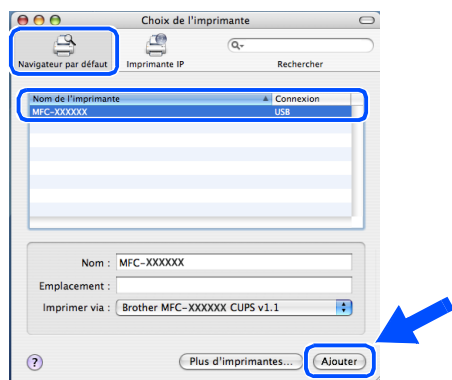 Choix de l'imprimante
Navigateur par défaut Imprimante IP Rechercher
Nom de l'imprimante Connexion
MFC-XXXXXX USB
Nom : MFC-XXXXXX
Emplacement :
Imprimer via : Brother MFC-XXXXXX CUPS v1.1
? Plus d'imprimantes... Ajouter